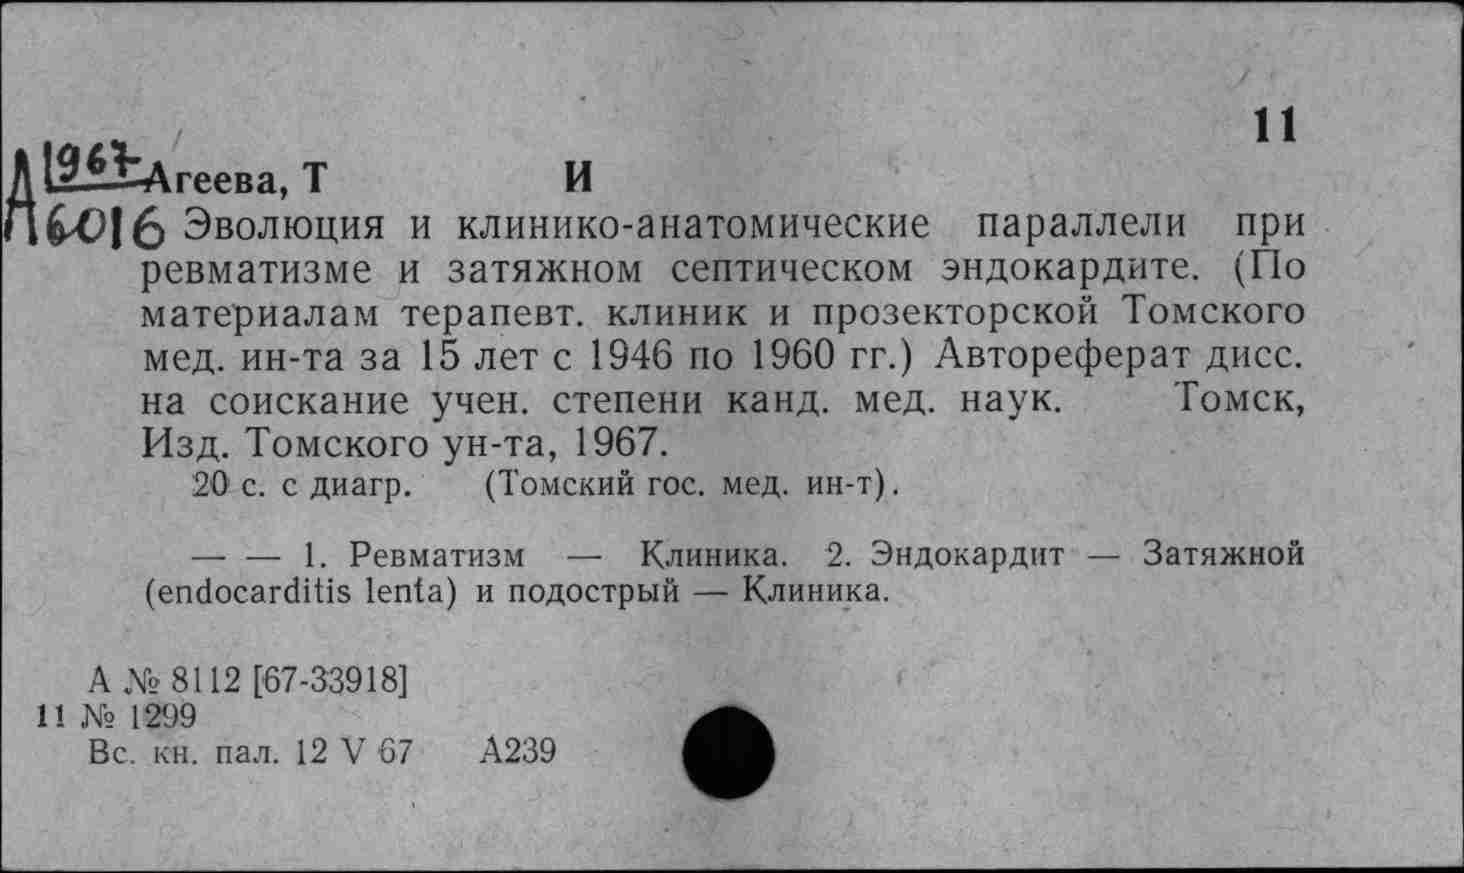 11
А 1967 Агеева, Т И
6016 Эволюция и клинико-анатомические параллели при
ревматизме и затяжном септическом эндокардите. (По
материалам терапевт. клиник и прозекторской Томского
мед. ин-та за 15 лет с 1946 по 1960 гг.) Автореферат дисс.
на соискание учен. степени канд. мед. наук. Томск,
Изд. Томского ун-та, 1967.
20 с. с диагр. (Томский гос. мед. ин-т).
— — 1. Ревматизм — Клиника. 2. Эндокардит — Затяжной
(endocarditis lenta) и подострый — Клиника.
А № 8112 [67-33918]
11 № 1299
Вс. кн. пал. 12 V 67 А239